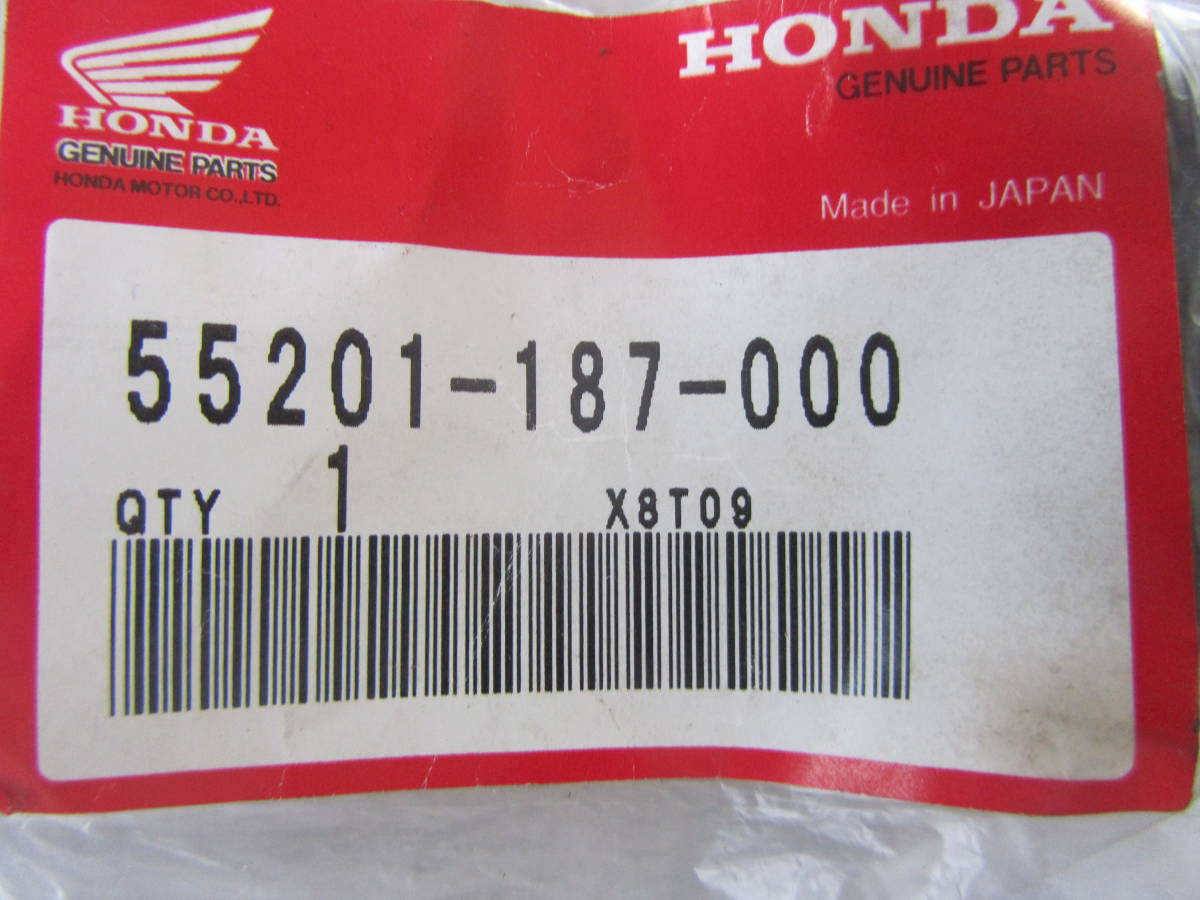 HONDA
GENUINE PARTS
HONDA MOTOR CO.,LTD.
HONDA
GENUINE PARTS
Made in JAPAN
55201-187-000
QTY 1 X8T09